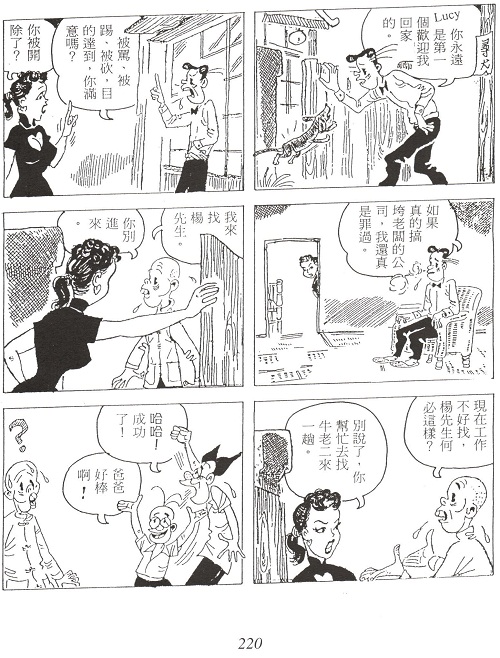 Lucy
你永遠
是第一
個歡迎我
回家
的。
被罵、被
踢、被砍，目
的達到，你滿
意嗎？
你被開
除了？
如果
真的搞
垮老闆的公
司，我還真
是罪過。
我來
找楊
先生。
你別
進
來。
現在工作
不好找，
楊先生何
必這樣？
別說了，你
幫忙去找
牛老二來
一趟。
哈哈！
成功
了！
爸爸
好棒
啊！
?
220